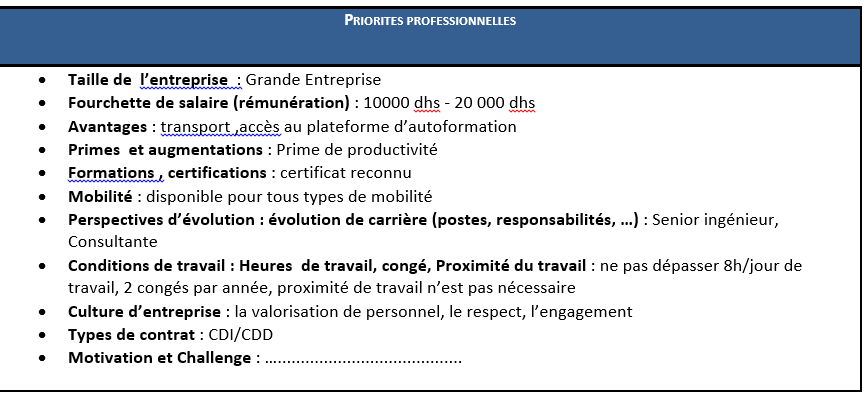 PRIORITES PROFESSIONNELLES
• Taille de l’entreprise : Grande Entreprise
• Fourchette de salaire (rémunération) : 10000 dhs - 20 000 dhs
• Avantages : transport ,accès au plateforme d’autoformation
• Primes et augmentations : Prime de productivité
• Formations , certifications : certificat reconnu
• Mobilité : disponible pour tous types de mobilité
• Perspectives d’évolution : évolution de carrière (postes, responsabilités, …) : Senior ingénieur,
Consultante
• Conditions de travail : Heures de travail, congé, Proximité du travail : ne pas dépasser 8h/jour de
travail, 2 congés par année, proximité de travail n’est pas nécessaire
• Culture d’entreprise : la valorisation de personnel, le respect, l’engagement
• Types de contrat : CDI/CDD
• Motivation et Challenge : …........................................